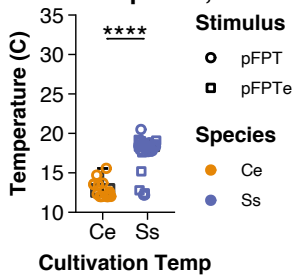 35
30
25
20
15
10
Temperature (C)
****
Ce Ss
Cultivation Temp
Stimulus
pFPT
pFPTe
Species
Ce
Ss